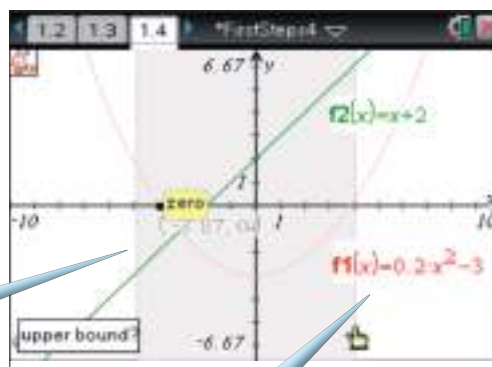 1.2 1.3 1.4 *FirstSteps4
6.67 y
f2(x)=x+2
1
zero
-10 1 10
f1(x)=0.2·x²-3
upper bound?
-6.67